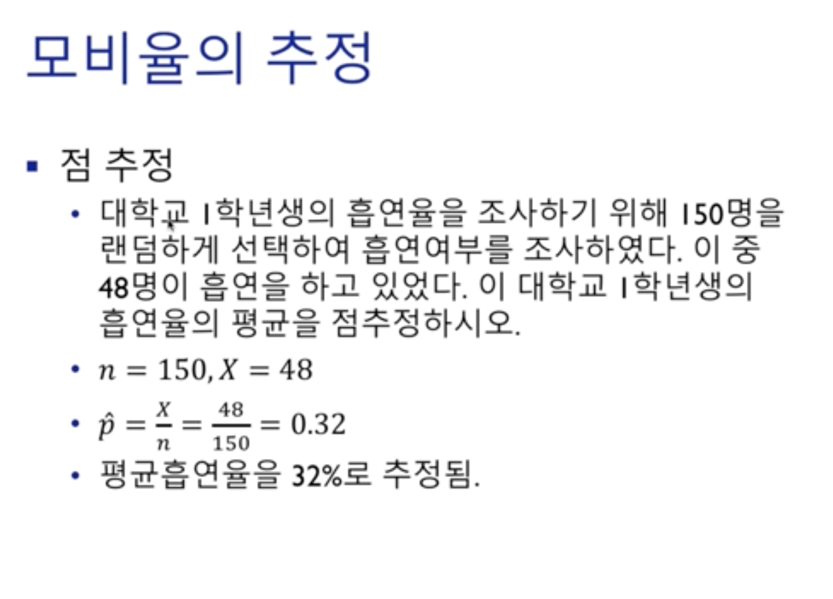 모비율의 추정
▪ 점 추정
• 대학교 1학년생의 흡연율을 조사하기 위해 150명을
랜덤하게 선택하여 흡연여부를 조사하였다. 이 중
48명이 흡연을 하고 있었다. 이 대학교 1학년생의
흡연율의 평균을 점추정하시오.
• n = 150, X = 48
• p̂ = X/n = 48/150 = 0.32
• 평균흡연율을 32%로 추정됨.